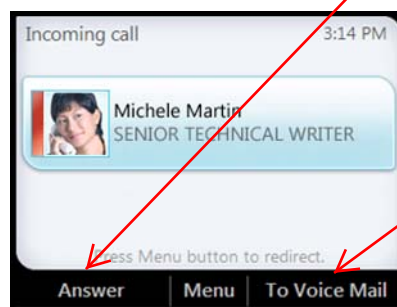 Incoming call 3:14 PM
Michele Martin
SENIOR TECHNICAL WRITER
Press Menu button to redirect.
Answer Menu To Voice Mail